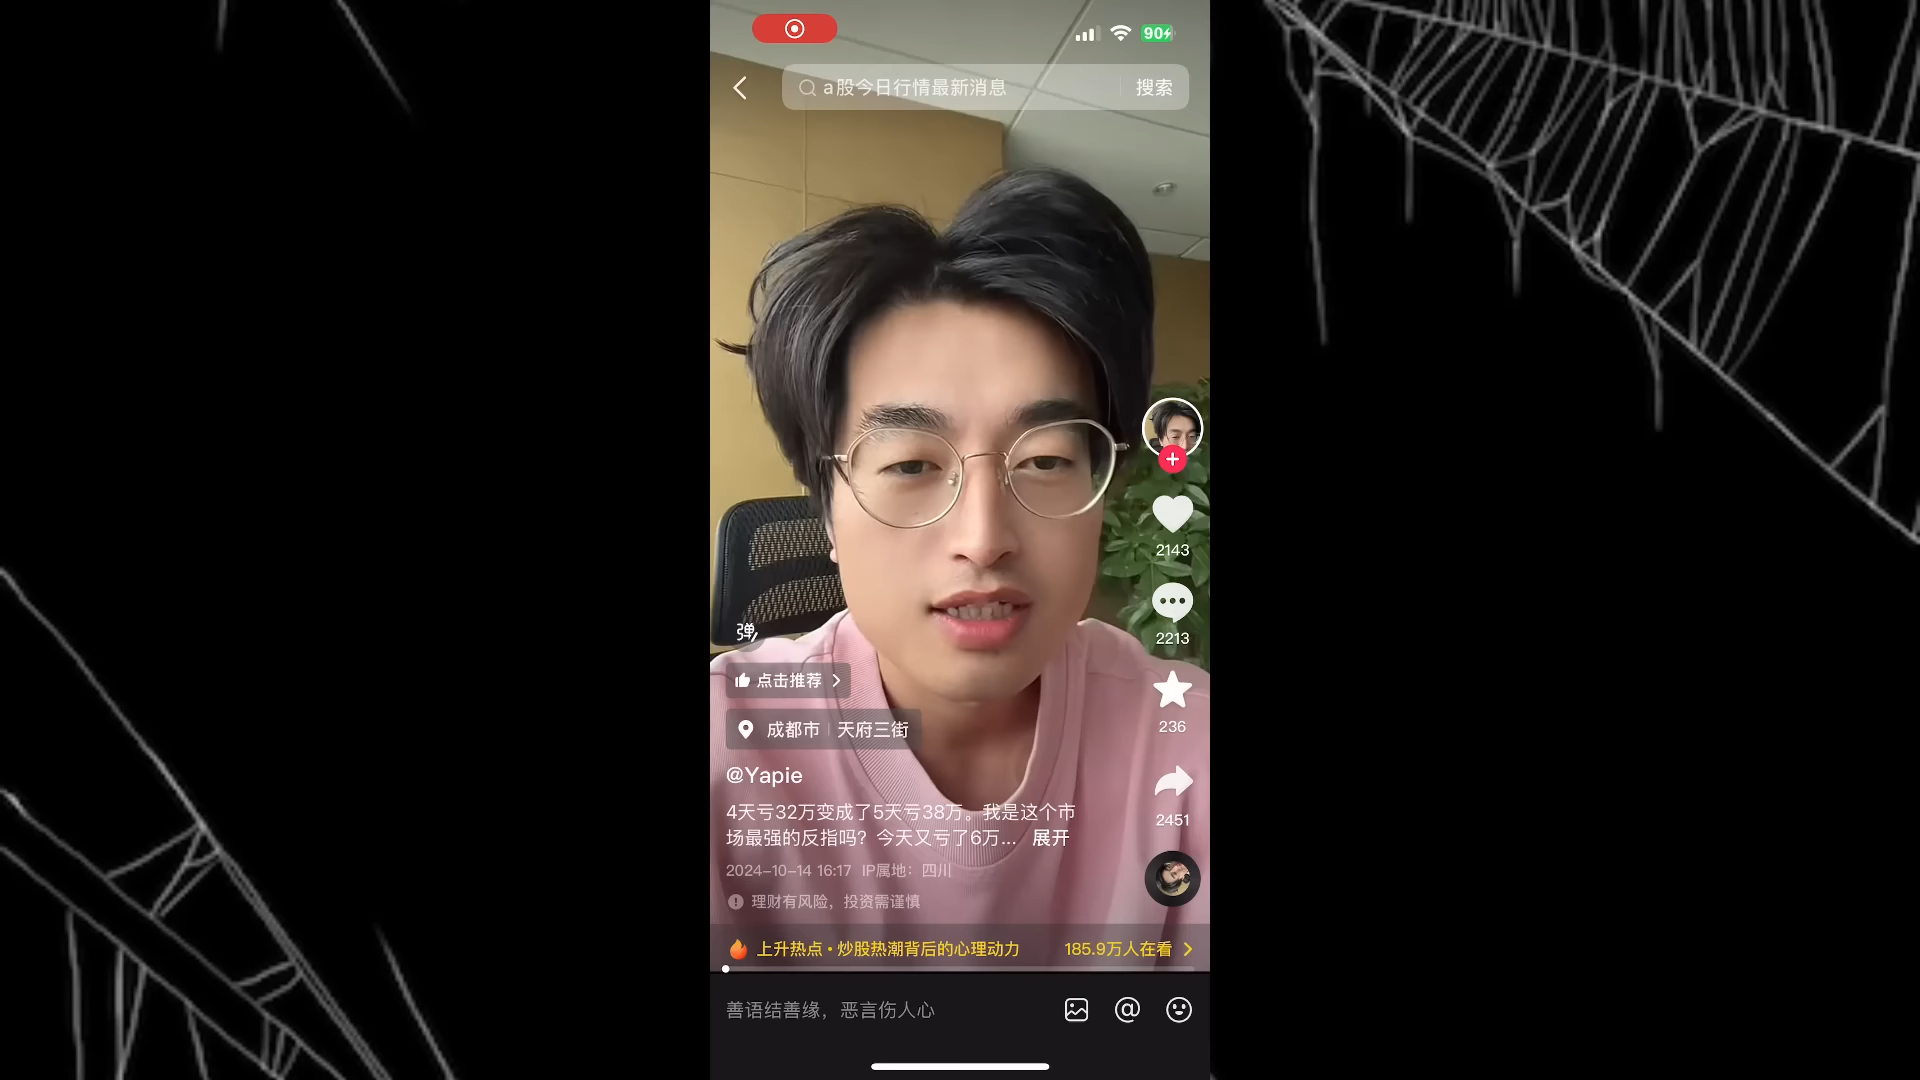 90
a股今日行情最新消息
搜索
2143
2213
弹
点击推荐
236
成都市 天府三街
@Yapie
4天亏32万变成了5天亏38万。我是这个市
场最强的反指吗？今天又亏了6万... 展开
2451
2024-10-14 16:17 IP属地：四川
理财有风险，投资需谨慎
上升热点·炒股热潮背后的心理动力 185.9万人在看
善语结善缘，恶言伤人心